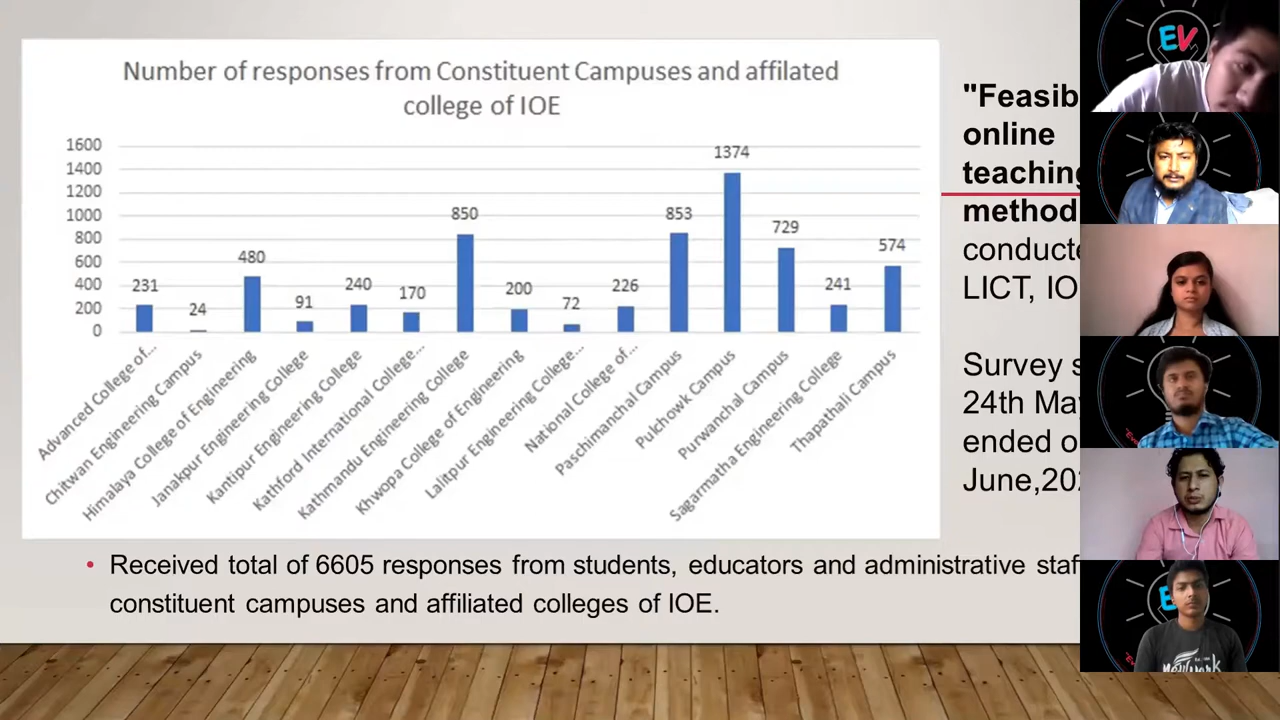 Number of responses from Constituent Campuses and affilated
college of IOE
1600
1400
1200
1000
800
600
400
200
0
231
24
480
91
240
170
850
200
72
226
853
1374
729
241
574
Advanced College of...
Chitwan Engineering Campus
Himalaya College of Engineering
Janakpur Engineering College
Kantipur Engineering College
Kathford International College...
Kathmandu Engineering College
Khwopa College of Engineering
Lalitpur Engineering College...
National College of...
Paschimanchal Campus
Pulchowk Campus
Purwanchal Campus
Sagarmatha Engineering College
Thapathali Campus
"Feasib
online
teaching
method
conducte
LICT, IO
Survey s
24th May
ended o
June,202
• Received total of 6605 responses from students, educators and administrative staf
constituent campuses and affiliated colleges of IOE.
EV